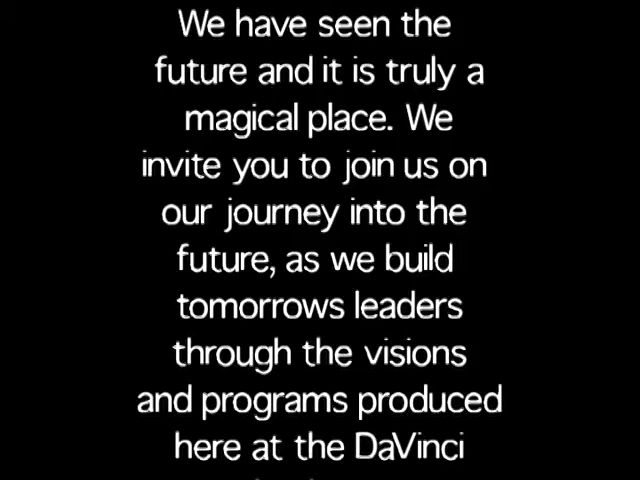 We have seen the
future and it is truly a
magical place. We
invite you to join us on
our journey into the
future, as we build
tomorrows leaders
through the visions
and programs produced
here at the DaVinci